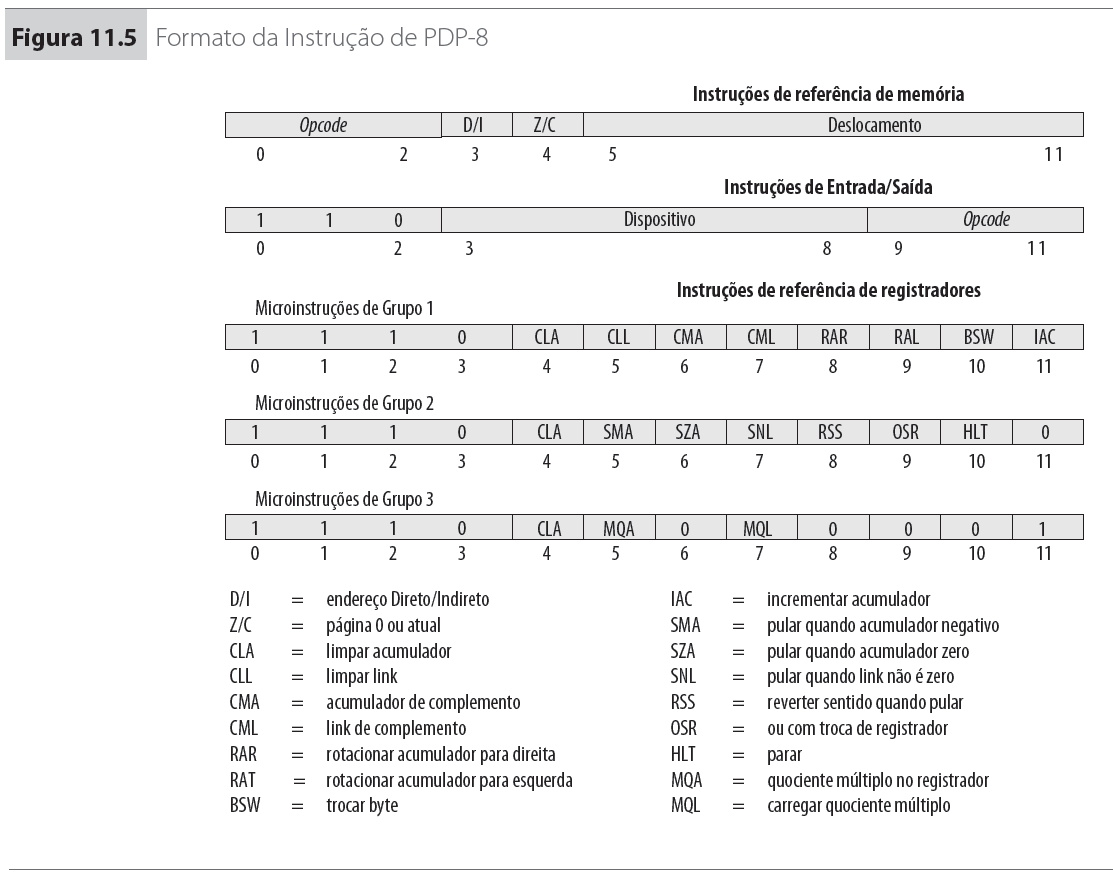 Figura 11.5 Formato da Instrução de PDP-8
Instruções de referência de memória
Opcode D/I Z/C Deslocamento
0 2 3 4 5 11
Instruções de Entrada/Saída
1 1 0 Dispositivo Opcode
0 2 3 8 9 11
Instruções de referência de registradores
Microinstruções de Grupo 1
1 1 1 0 CLA CLL CMA CML RAR RAL BSW IAC
0 1 2 3 4 5 6 7 8 9 10 11
Microinstruções de Grupo 2
1 1 1 0 CLA SMA SZA SNL RSS OSR HLT 0
0 1 2 3 4 5 6 7 8 9 10 11
Microinstruções de Grupo 3
1 1 1 0 CLA MQA 0 MQL 0 0 0 1
0 1 2 3 4 5 6 7 8 9 10 11
D/I = endereço Direto/Indireto
Z/C = página 0 ou atual
CLA = limpar acumulador
CLL = limpar link
CMA = acumulador de complemento
CML = link de complemento
RAR = rotacionar acumulador para direita
RAT = rotacionar acumulador para esquerda
BSW = trocar byte
IAC = incrementar acumulador
SMA = pular quando acumulador negativo
SZA = pular quando acumulador zero
SNL = pular quando link não é zero
RSS = reverter sentido quando pular
OSR = ou com troca de registrador
HLT = parar
MQA = quociente múltiplo no registrador
MQL = carregar quociente múltiplo